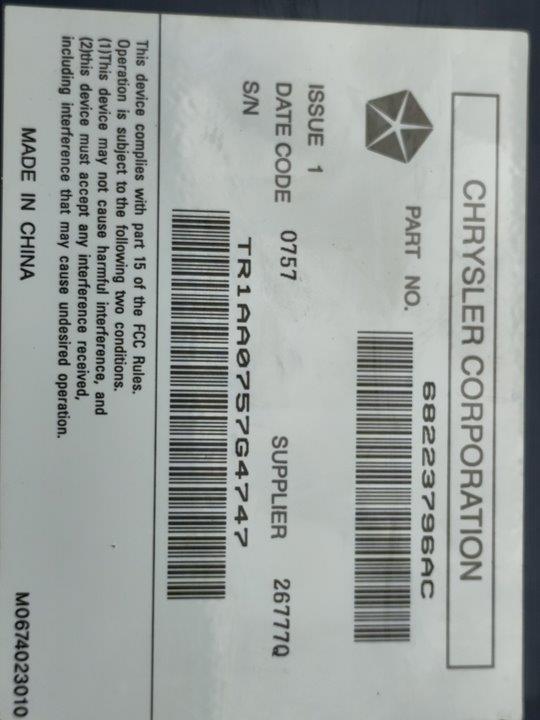 CHRYSLER CORPORATION
PART NO. 68223796AC
ISSUE 1
DATE CODE 0757 SUPPLIER 26777Q
S/N TR1AA0757G4747
This device complies with part 15 of the FCC Rules.
Operation is subject to the following two conditions.
(1)This device may not cause harmful interference, and
(2)this device must accept any interference received,
including interference that may cause undesired operation.
MADE IN CHINA M0674023010